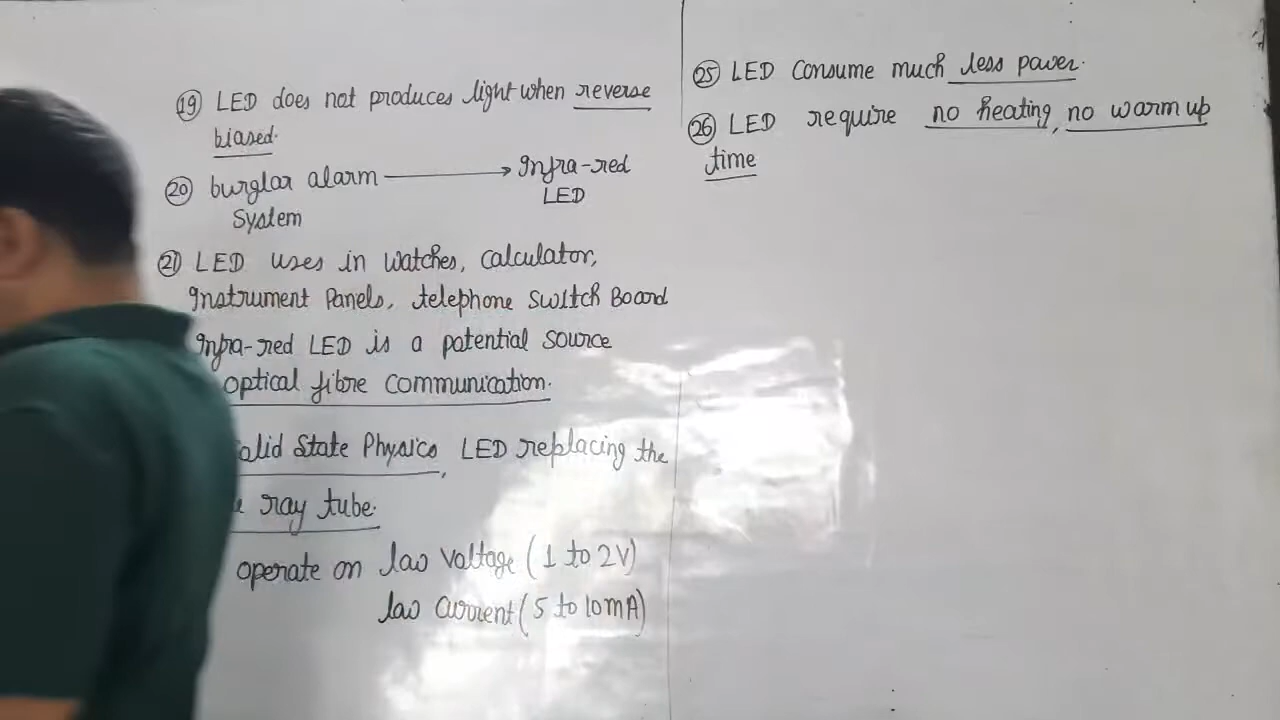 (19) LED does not produces light when reverse
biased.
(20) burglar alarm → Infra-red
System LED
(21) LED uses in watches, calculator,
Instrument Panels, telephone Switch Board
Infra-red LED is a potential source
optical fibre communication.
State Physics, LED replacing the
ray tube.
operate on low voltage (1 to 2V)
low current (5 to 10mA)
(25) LED Consume much less power.
(26) LED require no heating, no warm up
time